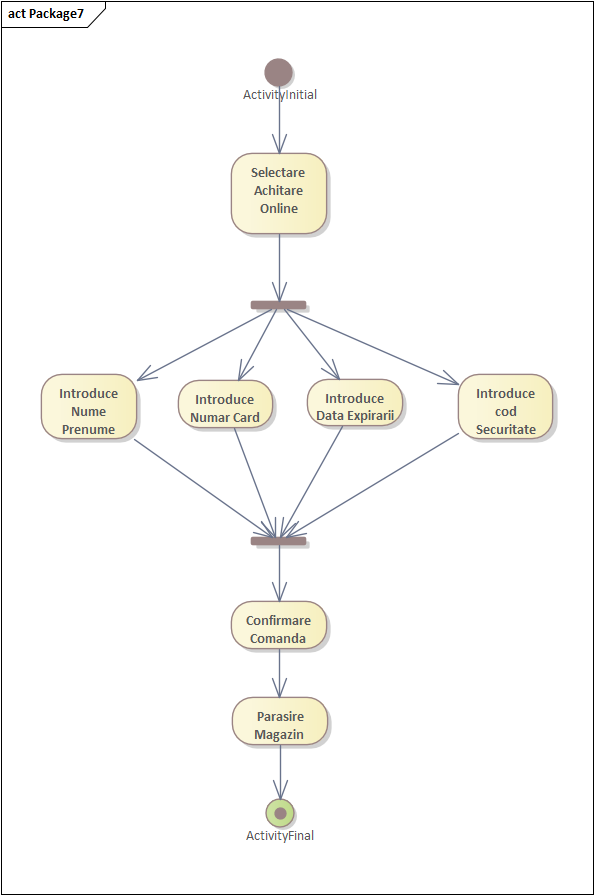 act Package7
ActivityInitial
Selectare
Achitare
Online
Introduce
Nume
Prenume
Introduce
Numar Card
Introduce
Data Expirarii
Introduce
cod
Securitate
Confirmare
Comanda
Parasire
Magazin
ActivityFinal